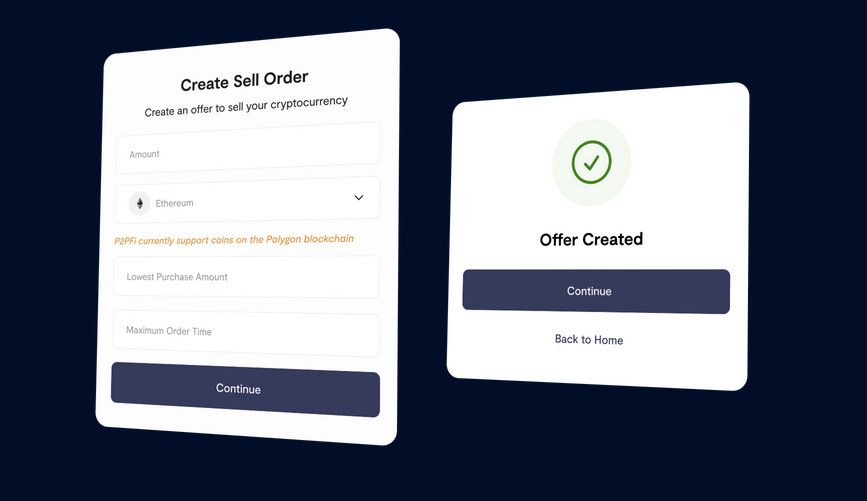 Create Sell Order
Create an offer to sell your cryptocurrency
Amount
Ethereum
P2PFi currently support coins on the Polygon blockchain
Lowest Purchase Amount
Maximum Order Time
Continue
Offer Created
Continue
Back to Home